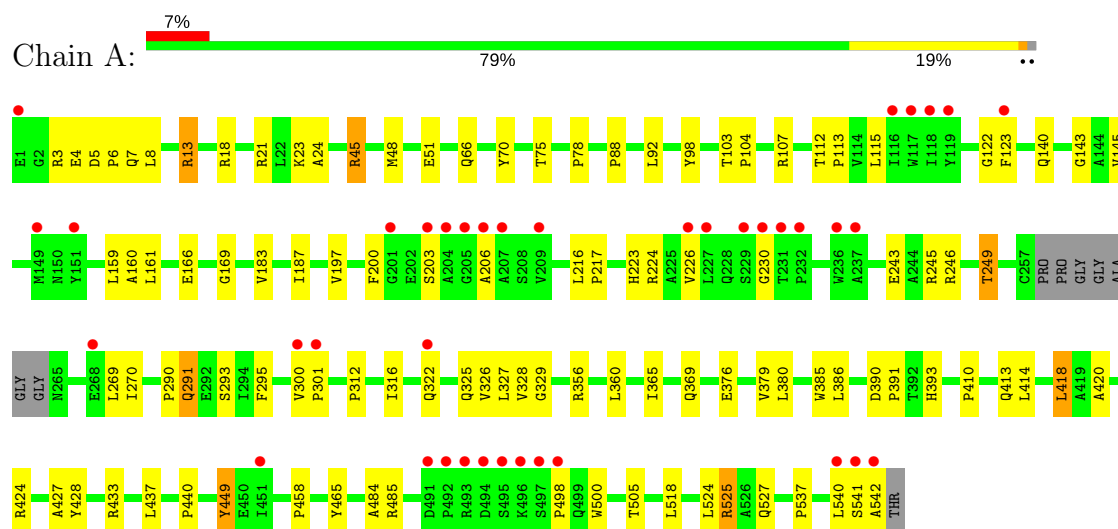 7%
Chain A:
79% 19% ••
E1 G2 R3 E4 D5 P6 Q7 L8 R13 R18 R21 L22 K23 A24 R45 M48 E51 Q66 Y70 T75 P78 P88 L92 Y98 T103 P104 R107 T112 P113 V114 L115 I116 W117 I118 Y119 G122 F123 Q140 G143 A144 V145
M149 N150 Y151 L159 A160 L161 E166 G169 V183 I187 V197 F200 G201 E202 S203 A204 G205 A206 A207 S208 V209 L216 P217 H223 R224 A225 V226 L227 Q228 S229 G230 T231 P232 W236 A237 E243 A244 R245 R246 T249 C257 PRO PRO GLY GLY ALA
GLY GLY N265 E268 L269 I270 P290 Q291 E292 S293 I294 F295 V300 P301 P312 I316 Q322 Q325 V326 L327 V328 G329 R356 L360 I365 Q369 E376 V379 L380 W385 L386 D390 P391 T392 H393 P410 Q413 L414 L418 A419 A420
R424 A427 Y428 R433 L437 P440 Y449 E450 I451 P458 Y465 A484 R485 D491 P492 R493 D494 S495 K496 S497 P498 Q499 W500 T505 L518 L524 R525 A526 Q527 P537 L540 S541 A542 THR